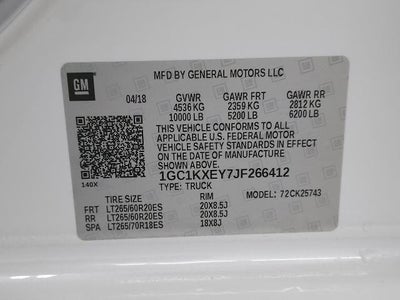 MFD BY GENERAL MOTORS LLC
GM
04/18 GVWR GAWR FRT GAWR RR
4536 KG 2359 KG 2812 KG
10000 LB 5200 LB 6200 LB
THIS VEHICLE CONFORMS TO ALL
APPLICABLE U.S. FEDERAL MOTOR
VEHICLE SAFETY STANDARDS IN EFFECT
ON THE DATE OF MANUFACTURE
SHOWN ABOVE.
1GC1KXEY7JF266412
140X TYPE: TRUCK
MODEL: 72CK25743
TIRE SIZE RIM
FRT LT265/60R20ES 20X8.5J
RR LT265/60R20ES 20X8.5J
SPA LT265/70R18ES 18X8J